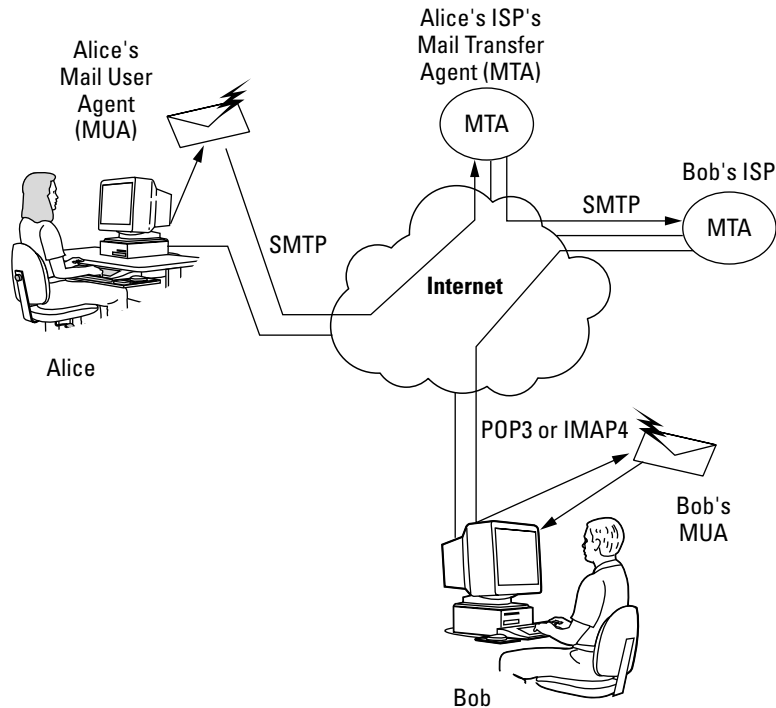 Alice's ISP's
Mail Transfer
Agent (MTA)
Alice's
Mail User
Agent
(MUA)
MTA
Bob's ISP
SMTP
MTA
SMTP
Internet
Alice
POP3 or IMAP4
Bob's
MUA
Bob